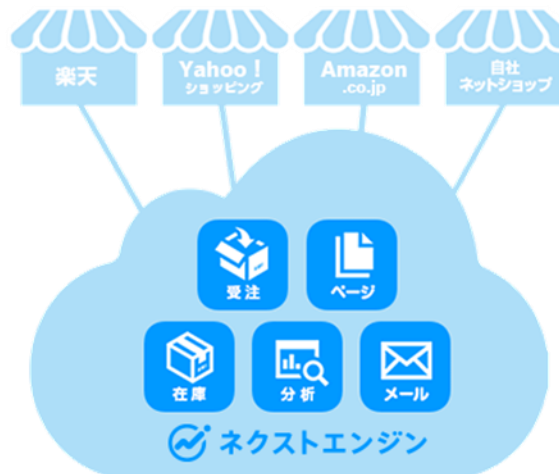 楽天
Yahoo!
ショッピング
Amazon
.co.jp
自社
ネットショップ
受注
ページ
在庫
分析
メール
ネクストエンジン